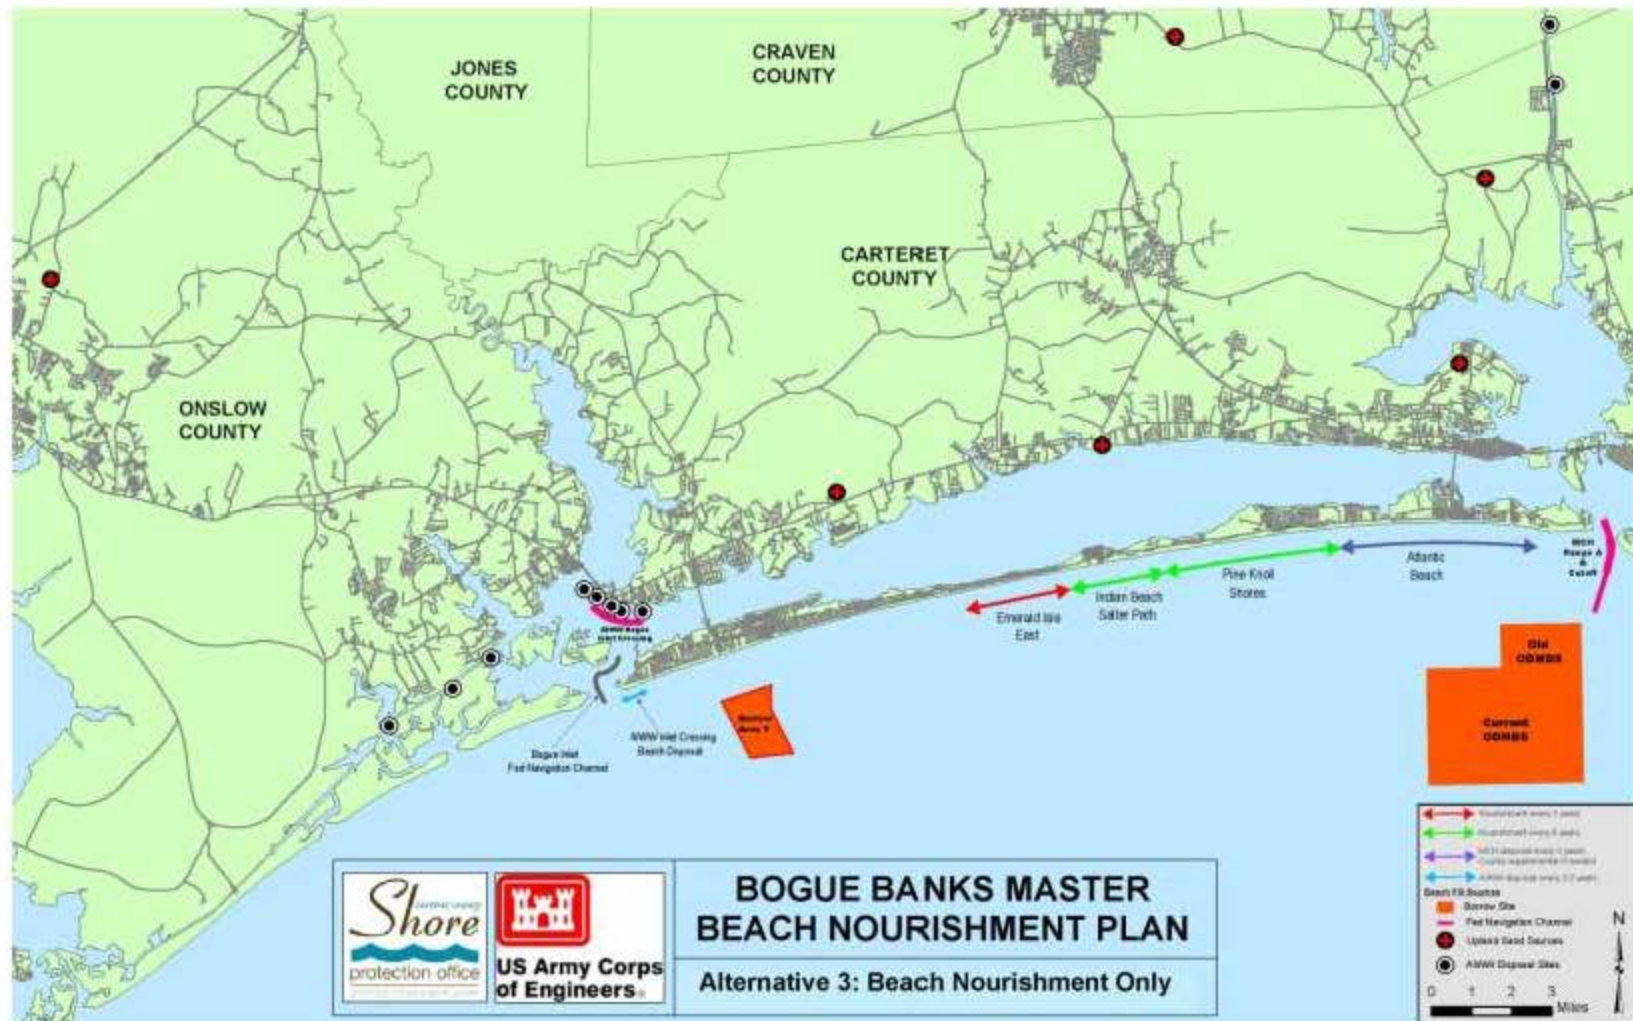 JONES
COUNTY
CRAVEN
COUNTY
CARTERET
COUNTY
ONSLOW
COUNTY
Atlantic
Beach
Pine Knoll
Shores
Indian Beach
Salter Path
Emerald Isle
East
Old
ODMDS
Current
ODMDS
Bogue Inlet
Fed Navigation Channel
AIWW Inlet Crossing
Beach Disposal
Borrow Site
Fed Navigation Channel
Upland Sand Sources
AIWW Disposal Sites
N
0 1 2 3
Miles
Shore
protection office
US Army Corps
of Engineers®
BOGUE BANKS MASTER
BEACH NOURISHMENT PLAN
Alternative 3: Beach Nourishment Only